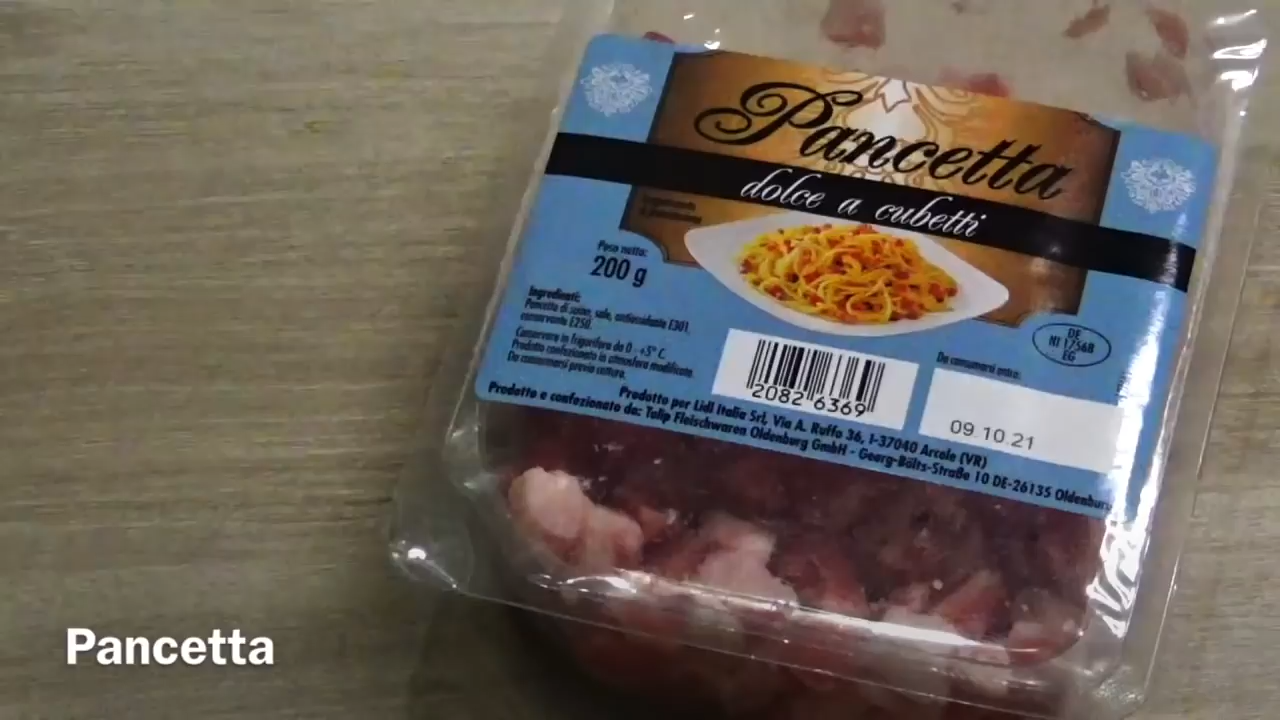 Pancetta
dolce a cubetti
Peso netto:
200 g
Ingredienti:
Pancetta di suino, sale, antiossidante E301,
conservante E250.
Conservare in frigorifero da 0 - +5° C.
Prodotto confezionato in atmosfera modificata.
Da consumarsi previa cottura.
2082 6369
Da consumarsi entro:
09.10.21
DE
NI 17568
EG
Prodotto per Lidl Italia Srl, Via A. Ruffo 36, I-37040 Arcole (VR)
Prodotto e confezionato da: Tulip Fleischwaren Oldenburg GmbH - Georg-Bölts-Straße 10 DE-26135 Oldenburg
Pancetta